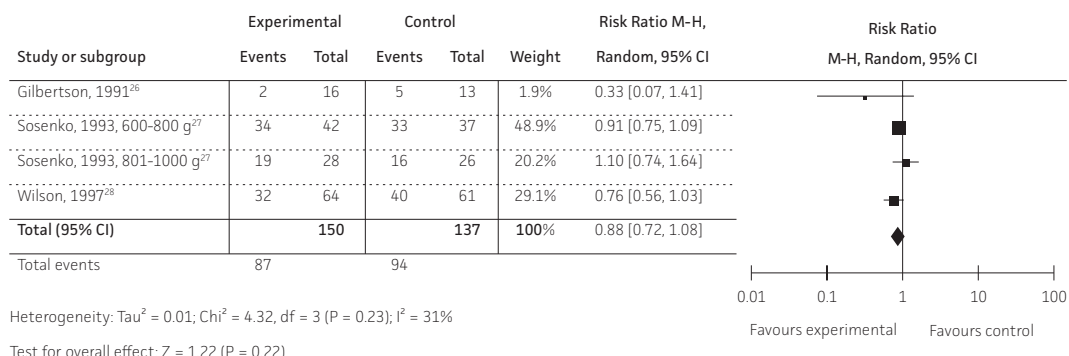 Experimental Control Risk Ratio M-H, Risk Ratio
Study or subgroup Events Total Events Total Weight Random, 95% CI M-H, Random, 95% CI
Gilbertson, 1991²⁶ 2 16 5 13 1.9% 0.33 [0.07, 1.41]
Sosenko, 1993, 600-800 g²⁷ 34 42 33 37 48.9% 0.91 [0.75, 1.09]
Sosenko, 1993, 801-1000 g²⁷ 19 28 16 26 20.2% 1.10 [0.74, 1.64]
Wilson, 1997²⁸ 32 64 40 61 29.1% 0.76 [0.56, 1.03]
Total (95% CI) 150 137 100% 0.88 [0.72, 1.08]
Total events 87 94
0.01 0.1 1 10 100
Heterogeneity: Tau² = 0.01; Chi² = 4.32, df = 3 (P = 0.23); I² = 31%
Favours experimental Favours control
Test for overall effect: Z = 1.22 (P = 0.22)